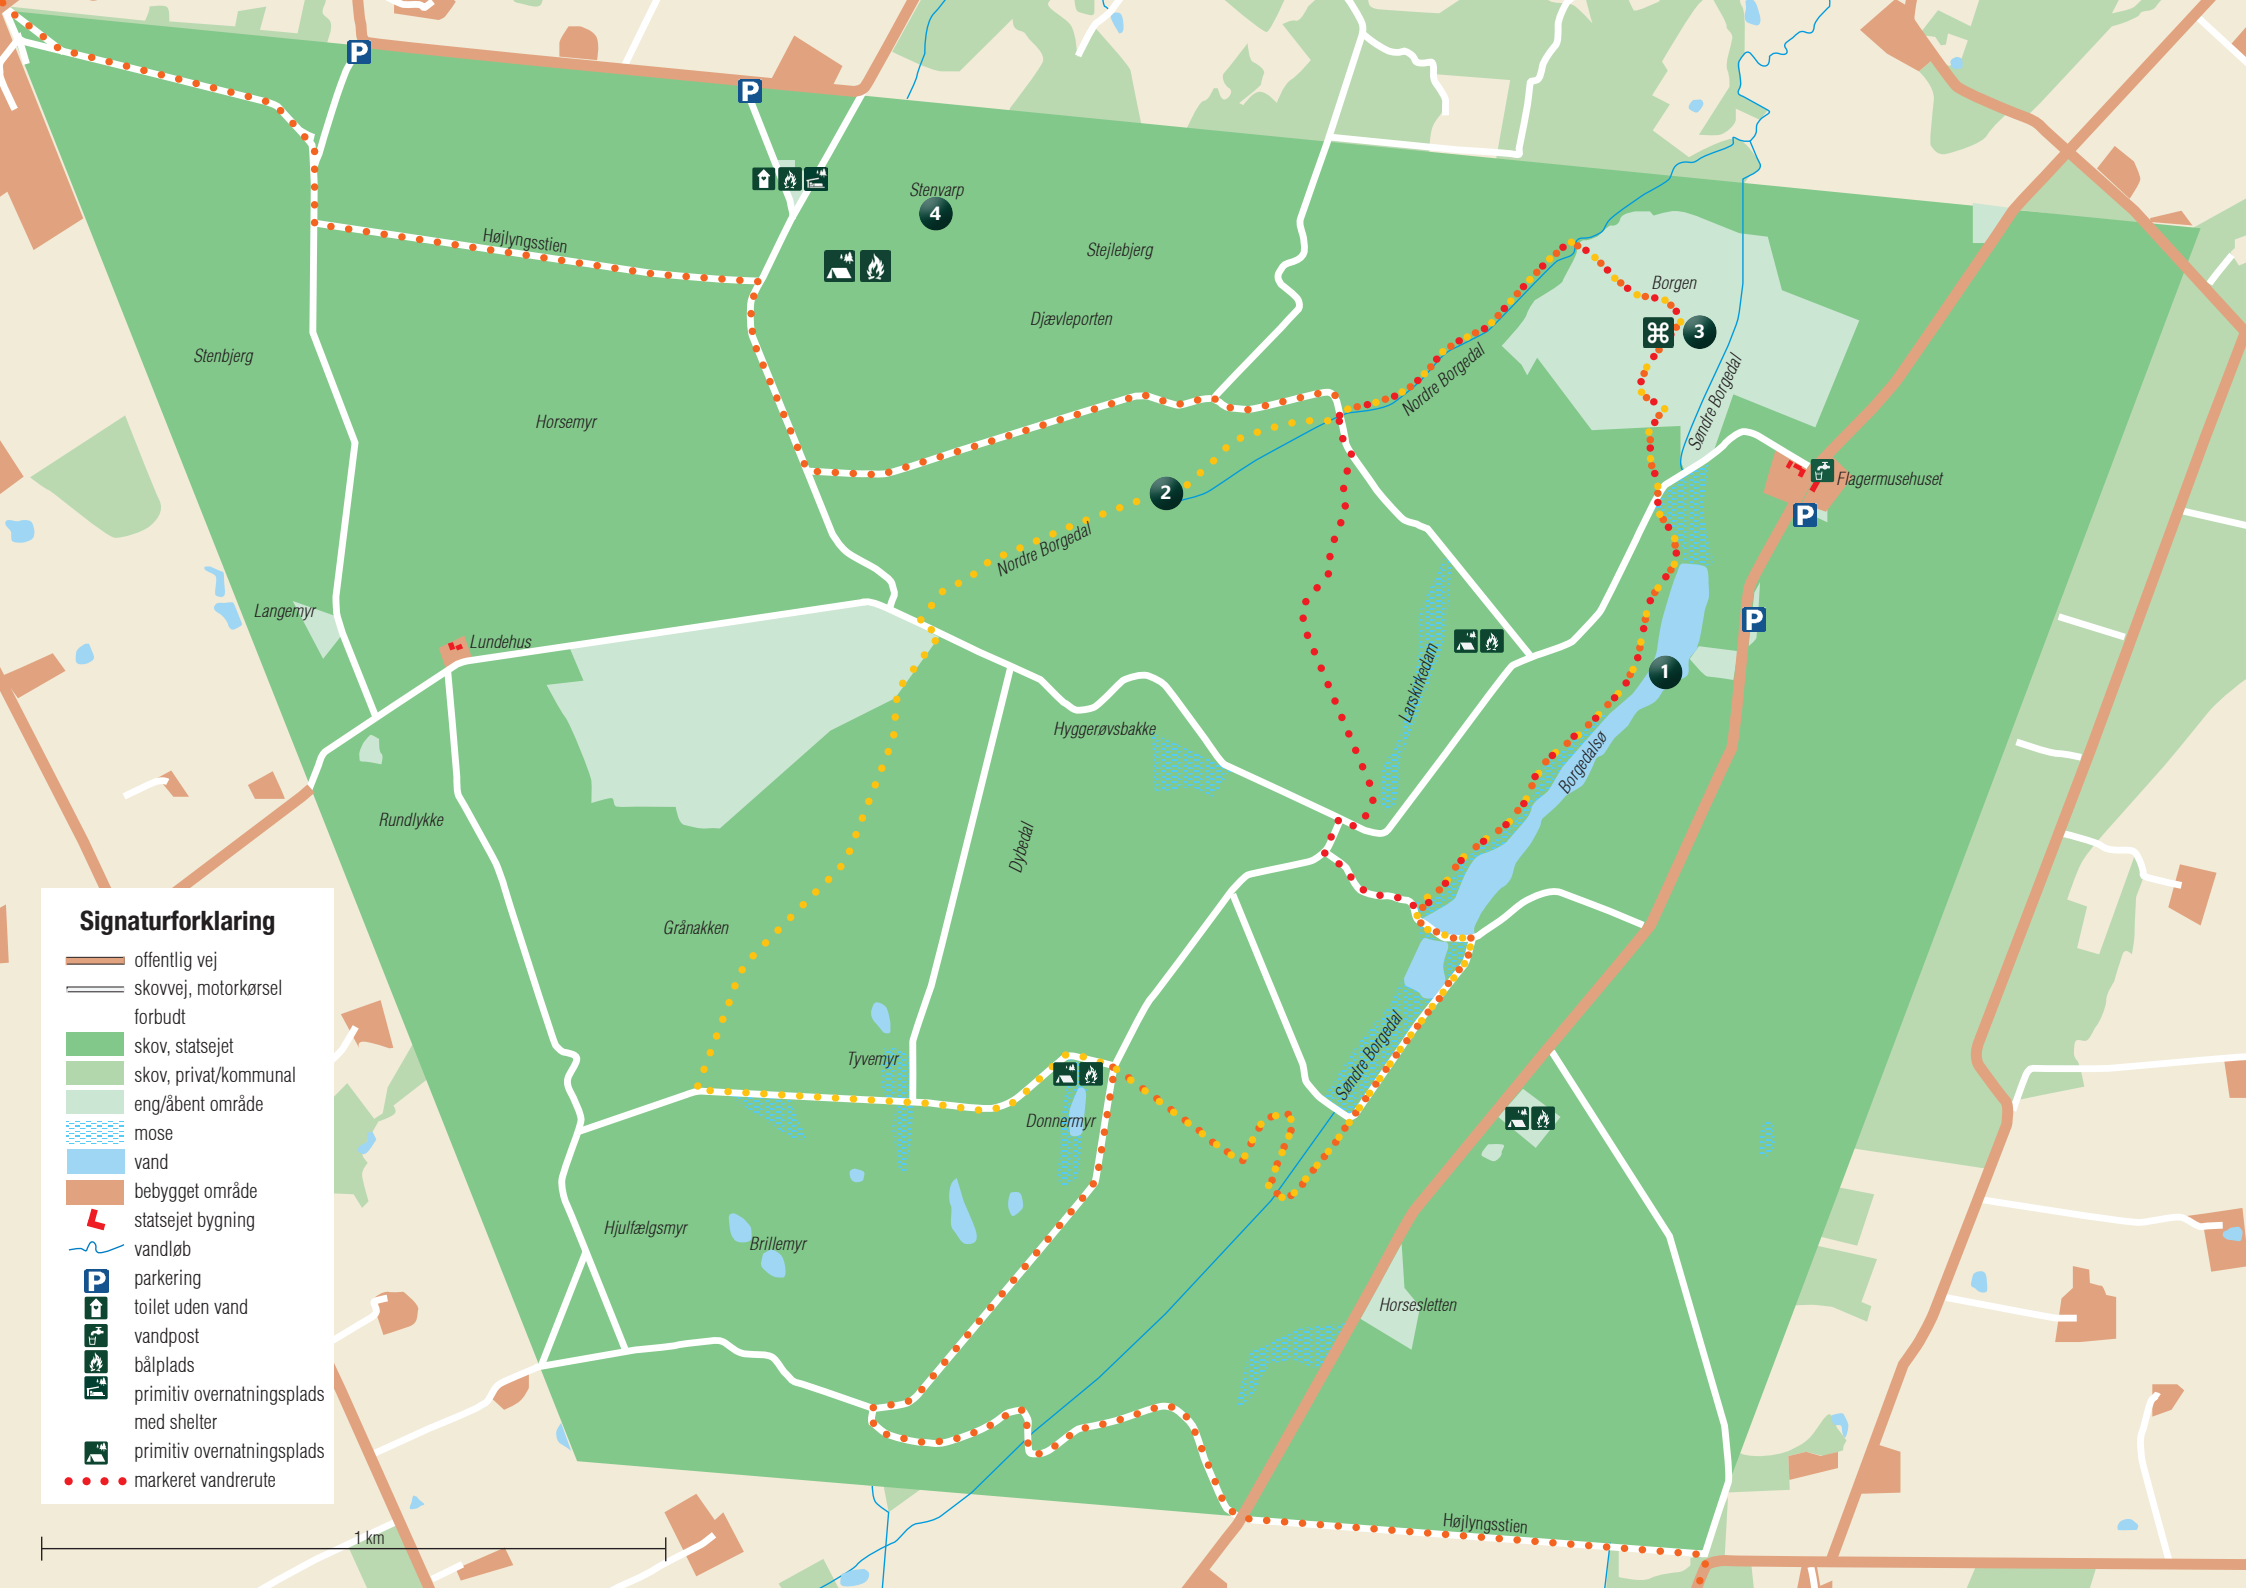 P
P
Stenvarp
4
Højlyngsstien
Stejlebjerg
Borgen
Djævleporten
3
Stenbjerg
Nordre Borgedal
Søndre Borgedal
Horsemyr
Flagermusehuset
2
P
Nordre Borgedal
Langemyr
P
Lundehus
1
Larskirkedam
Hyggerøvsbakke
Borgedalsø
Rundlykke
Dybedal
Grånakken
Tyvemyr
Søndre Borgedal
Donnermyr
Hjulfælgsmyr
Brillemyr
Horsesletten
Højlyngsstien
Signaturforklaring
offentlig vej
skovvej, motorkørsel
forbudt
skov, statsejet
skov, privat/kommunal
eng/åbent område
mose
vand
bebygget område
statsejet bygning
vandløb
P parkering
toilet uden vand
vandpost
bålplads
primitiv overnatningsplads
med shelter
primitiv overnatningsplads
markeret vandrerute
1 km